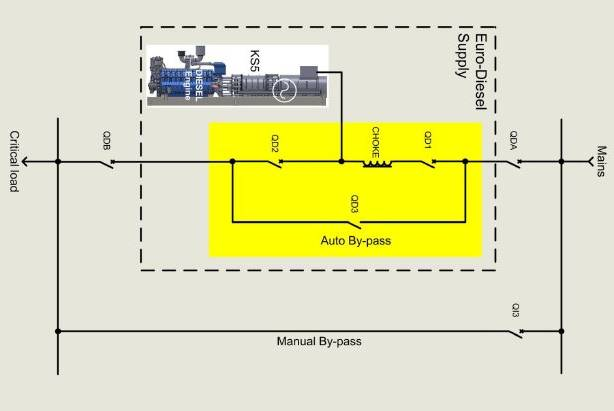 Euro-Diesel
Supply
KS5
DIESEL
Engine
Critical load
QDB
QD2
CHOKE
QD1
QDA
Mains
QD3
Auto By-pass
QI3
Manual By-pass